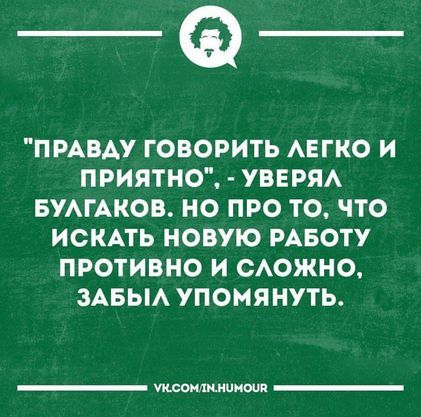 "ПРАВДУ ГОВОРИТЬ ЛЕГКО И
ПРИЯТНО", - УВЕРЯЛ
БУЛГАКОВ. НО ПРО ТО, ЧТО
ИСКАТЬ НОВУЮ РАБОТУ
ПРОТИВНО И СЛОЖНО,
ЗАБЫЛ УПОМЯНУТЬ.
VK.COM/IN.HUMOUR